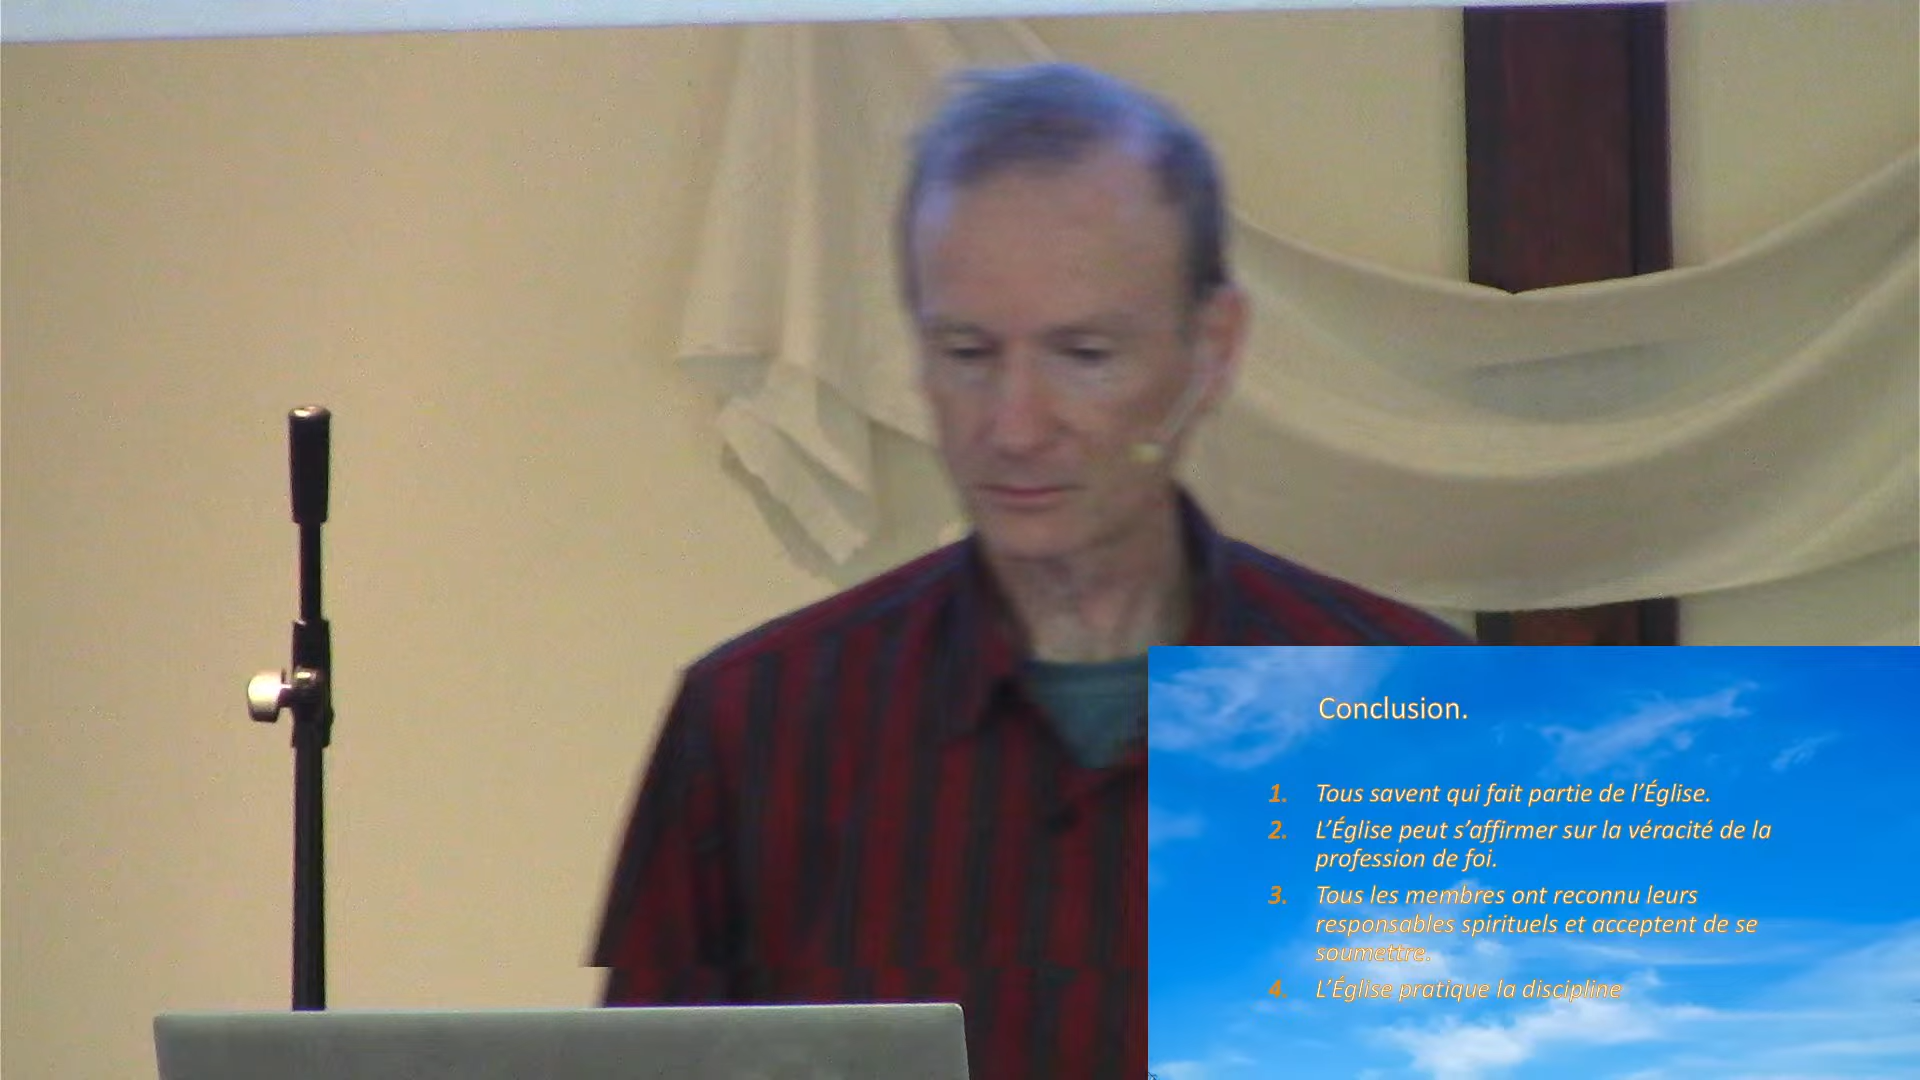 Conclusion.
1. Tous savent qui fait partie de l’Église.
2. L’Église peut s’affirmer sur la véracité de la
profession de foi.
3. Tous les membres ont reconnu leurs
responsables spirituels et acceptent de se
soumettre.
4. L’Église pratique la discipline